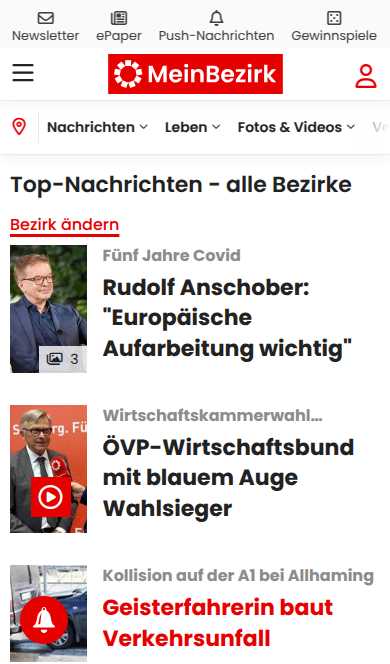 Newsletter ePaper Push-Nachrichten Gewinnspiele
MeinBezirk
Nachrichten Leben Fotos & Videos
Top-Nachrichten - alle Bezirke
Bezirk ändern
Fünf Jahre Covid
Rudolf Anschober:
"Europäische
Aufarbeitung wichtig"
3
Wirtschaftskammerwahl...
ÖVP-Wirtschaftsbund
mit blauem Auge
Wahlsieger
Kollision auf der A1 bei Allhaming
Geisterfahrerin baut
Verkehrsunfall